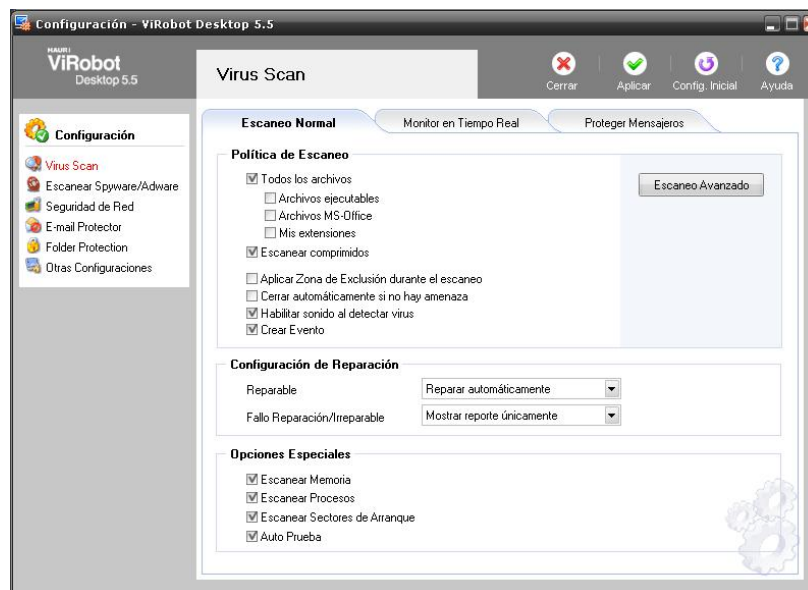 Configuración - ViRobot Desktop 5.5
HAURI
ViRobot
Desktop 5.5
Virus Scan
Cerrar
Aplicar
Config. Inicial
Ayuda
Configuración
Virus Scan
Escanear Spyware/Adware
Seguridad de Red
E-mail Protector
Folder Protection
Otras Configuraciones
Escaneo Normal
Monitor en Tiempo Real
Proteger Mensajeros
Política de Escaneo
Todos los archivos
Archivos ejecutables
Archivos MS-Office
Mis extensiones
Escanear comprimidos
Escaneo Avanzado
Aplicar Zona de Exclusión durante el escaneo
Cerrar automáticamente si no hay amenaza
Habilitar sonido al detectar virus
Crear Evento
Configuración de Reparación
Reparable
Reparar automáticamente
Fallo Reparación/Irreparable
Mostrar reporte únicamente
Opciones Especiales
Escanear Memoria
Escanear Procesos
Escanear Sectores de Arranque
Auto Prueba